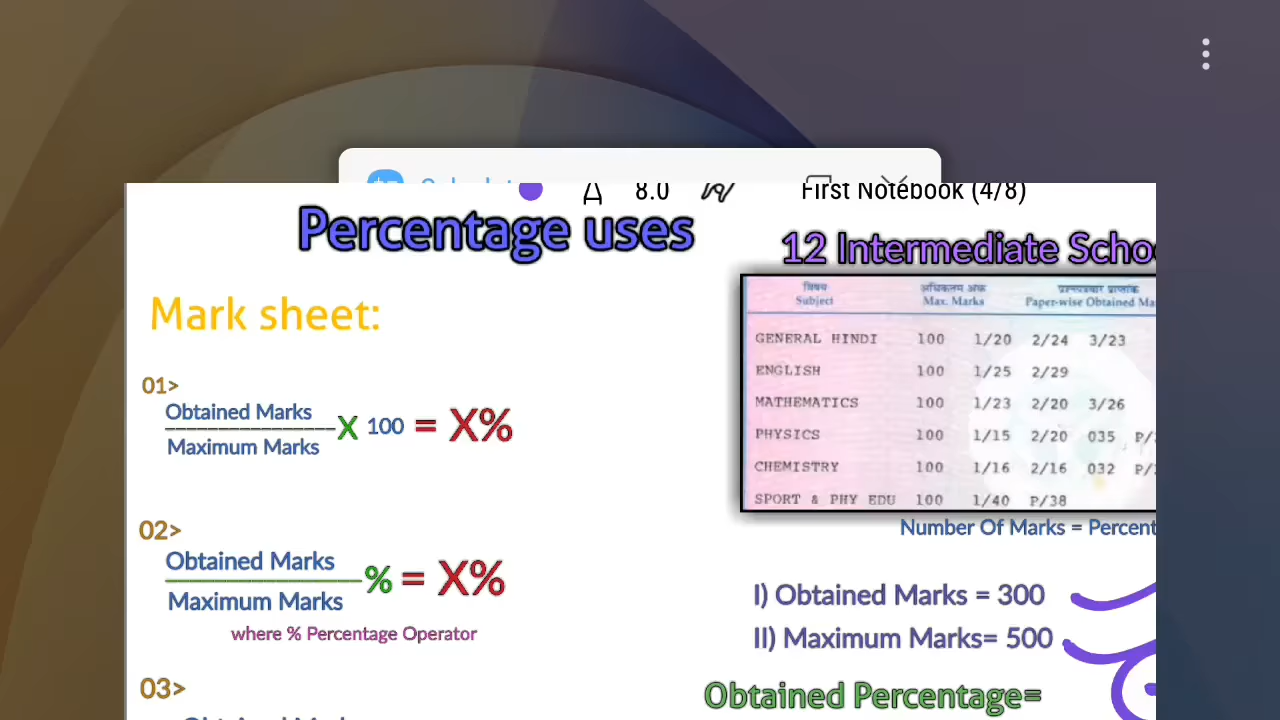 8.0
First Notebook (4/8)
Percentage uses
12 Intermediate
Mark sheet:
विषय
Subject
अधिकतम अंक
Max. Marks
Paper-wise Obtained
GENERAL HINDI 100 1/20 2/24 3/23
ENGLISH 100 1/25 2/29
MATHEMATICS 100 1/23 2/20 3/26
PHYSICS 100 1/15 2/20 035
CHEMISTRY 100 1/16 2/16 032
SPORT & PHY EDU 100 1/40 P/38
Number Of Marks =
01>
Obtained Marks
Maximum Marks
X 100 = X%
02>
Obtained Marks
Maximum Marks
% = X%
where % Percentage Operator
I) Obtained Marks = 300
II) Maximum Marks= 500
03>
Obtained Percentage=